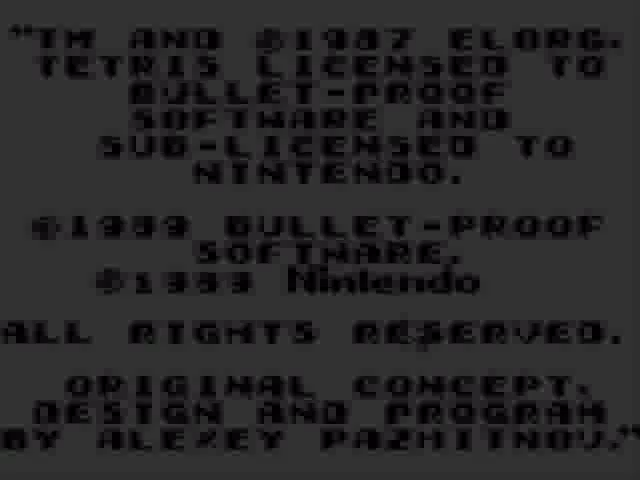 "TM AND ©1987 ELORG.
TETRIS LICENSED TO
BULLET-PROOF
SOFTWARE AND
SUB-LICENSED TO
NINTENDO.
©1989 BULLET-PROOF
SOFTWARE.
©1989 Nintendo
ALL RIGHTS RESERVED.
ORIGINAL CONCEPT,
DESIGN AND PROGRAM
BY ALEXEY PAZHITNOV."